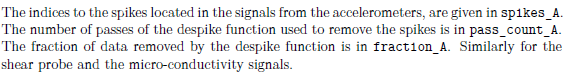 The indices to the spikes located in the signals from the accelerometers, are given in spikes_A.
The number of passes of the despike function used to remove the spikes is in pass_count_A.
The fraction of data removed by the despike function is in fraction_A. Similarly for the
shear probe and the micro-conductivity signals.